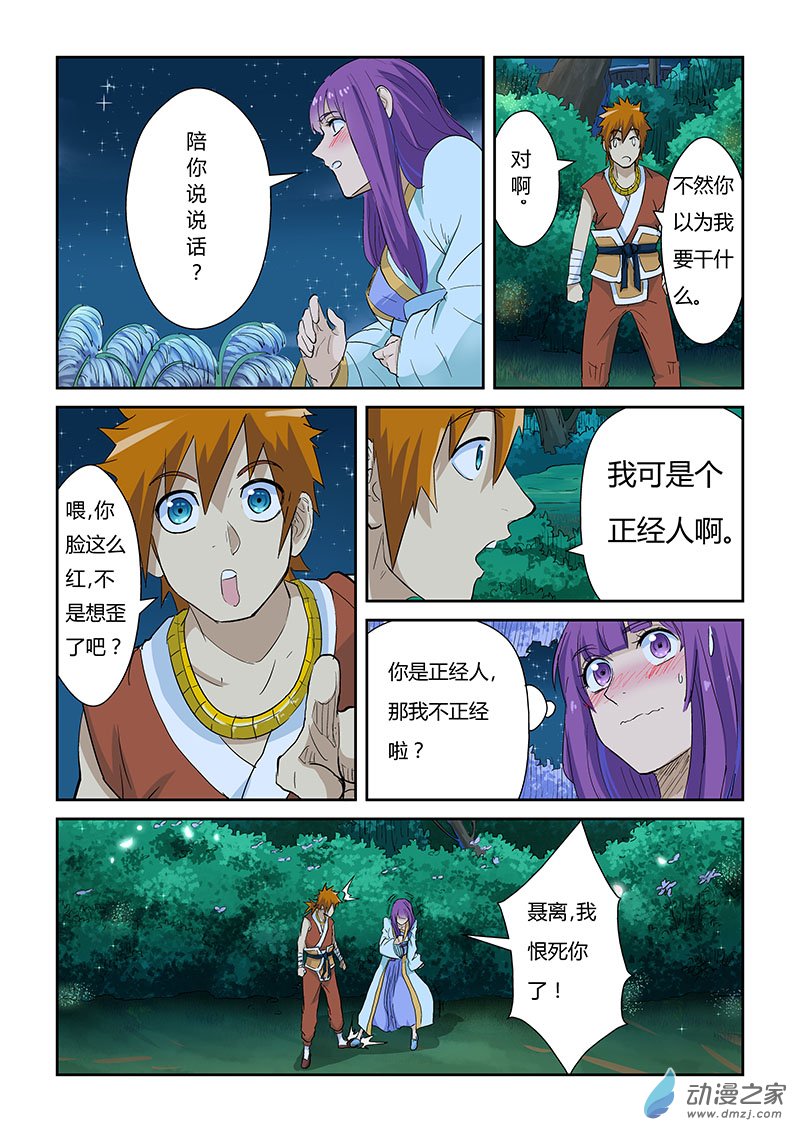 陪你说说话？
对啊。
不然你
以为我
要干什
么。
喂,你
脸这么
红,不
是想歪
了吧？
我可是个
正经人啊。
你是正经人，
那我不正经
啦？
聂离,我
恨死你
了！
动漫之家
www.dmzj.com